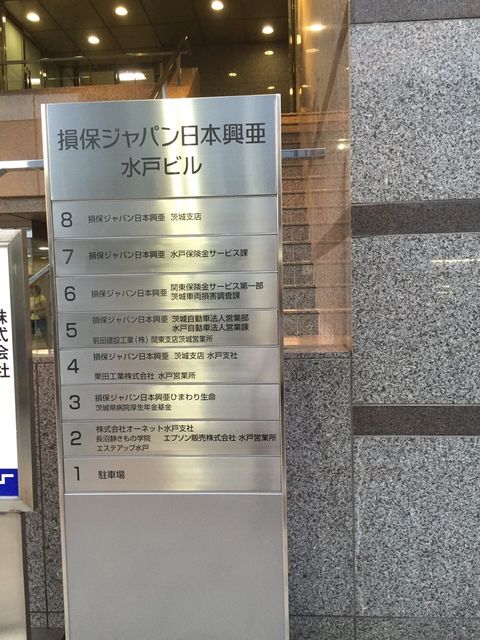 損保ジャパン日本興亜
水戸ビル
8 損保ジャパン日本興亜 茨城支店
7 損保ジャパン日本興亜 水戸保険金サービス課
6 損保ジャパン日本興亜 関東保険金サービス第一部
茨城車両損害調査課
5 損保ジャパン日本興亜 茨城自動車法人営業部
水戸自動車法人営業課
前田建設工業(株)関東支店茨城営業所
4 損保ジャパン日本興亜 茨城支店 水戸支社
栗田工業株式会社 水戸営業所
3 損保ジャパン日本興亜ひまわり生命
茨城県病院厚生年金基金
2 株式会社オーネット水戸支社
長沼静きもの学院 エプソン販売株式会社 水戸営業所
エステアップ水戸
1 駐車場
株式会社